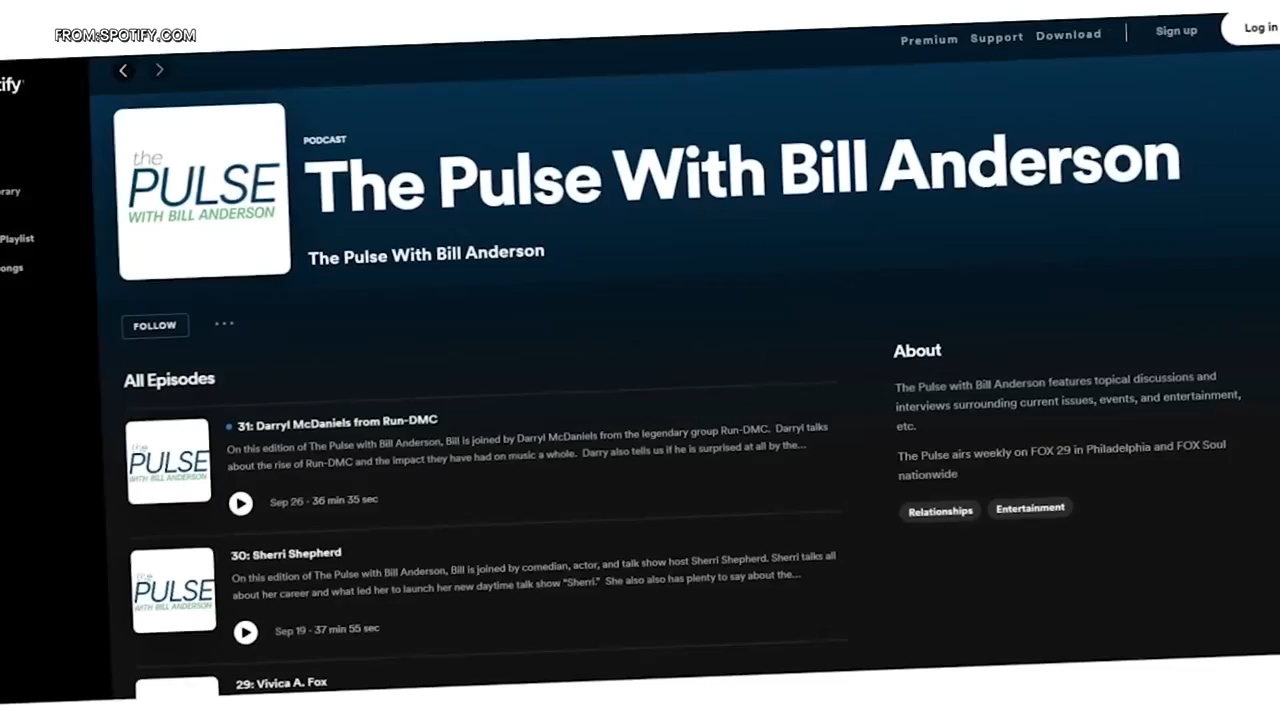 FROM:SPOTIFY.COM
Premium Support Download Sign up Log in
tify
the
PULSE
WITH BILL ANDERSON
PODCAST
The Pulse With Bill Anderson
The Pulse With Bill Anderson
rary
Playlist
ongs
FOLLOW
All Episodes
the
PULSE
WITH BILL ANDERSON
31: Darryl McDaniels from Run-DMC
On this edition of The Pulse with Bill Anderson, Bill is joined by Darryl McDaniels from the legendary group Run-DMC. Darryl talks
about the rise of Run-DMC and the impact they have had on music a whole. Darry also tells us if he is surprised at all by the...
Sep 26 · 36 min 35 sec
the
PULSE
WITH BILL ANDERSON
30: Sherri Shepherd
On this edition of The Pulse with Bill Anderson, Bill is joined by comedian, actor, and talk show host Sherri Shepherd. Sherri talks all
about her career and what led her to launch her new daytime talk show "Sherri." She also also has plenty to say about the...
Sep 19 · 37 min 55 sec
29: Vivica A. Fox
About
The Pulse with Bill Anderson features topical discussions and
interviews surrounding current issues, events, and entertainment,
etc.
The Pulse airs weekly on FOX 29 in Philadelphia and FOX Soul
nationwide
Relationships Entertainment